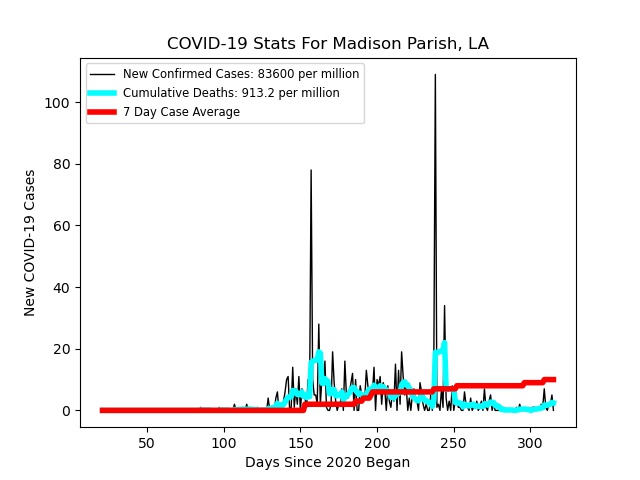 COVID-19 Stats For Madison Parish, LA
New Confirmed Cases: 83600 per million
Cumulative Deaths: 913.2 per million
7 Day Case Average
New COVID-19 Cases
100
80
60
40
20
0
50 100 150 200 250 300
Days Since 2020 Began